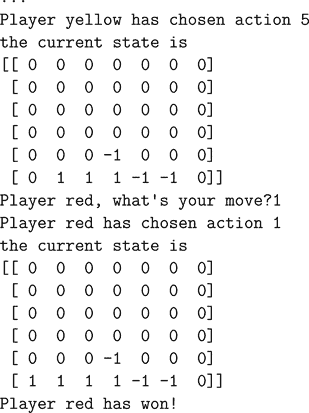 ...
Player yellow has chosen action 5
the current state is
[[ 0 0 0 0 0 0 0]
[ 0 0 0 0 0 0 0]
[ 0 0 0 0 0 0 0]
[ 0 0 0 0 0 0 0]
[ 0 0 0 -1 0 0 0]
[ 0 1 1 1 -1 -1 0]]
Player red, what's your move?1
Player red has chosen action 1
the current state is
[[ 0 0 0 0 0 0 0]
[ 0 0 0 0 0 0 0]
[ 0 0 0 0 0 0 0]
[ 0 0 0 0 0 0 0]
[ 0 0 0 -1 0 0 0]
[ 1 1 1 1 -1 -1 0]]
Player red has won!